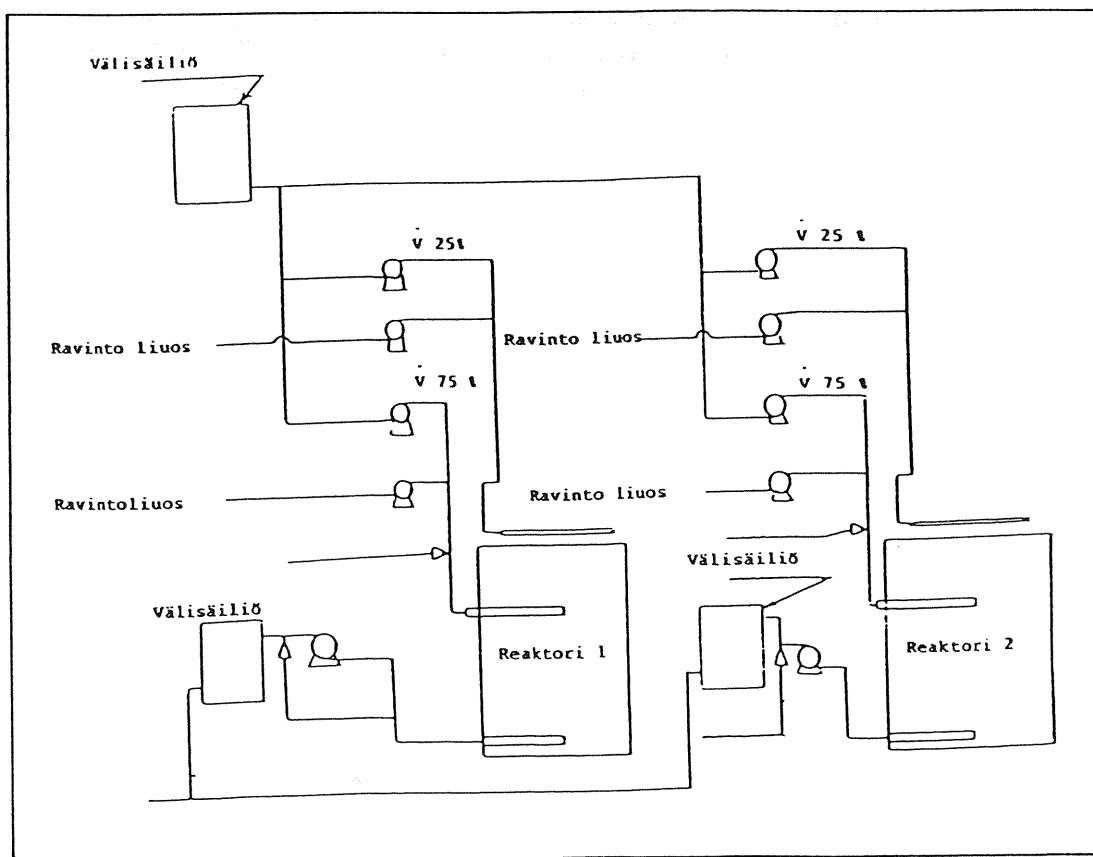 Välisäiliö
V̇ 25%
V̇ 25 %
Ravinto liuos
Ravinto liuos
V̇ 75 %
V̇ 75 %
Ravintoliuos
Ravinto liuos
Välisäiliö
Välisäiliö
Reaktori 1
Reaktori 2